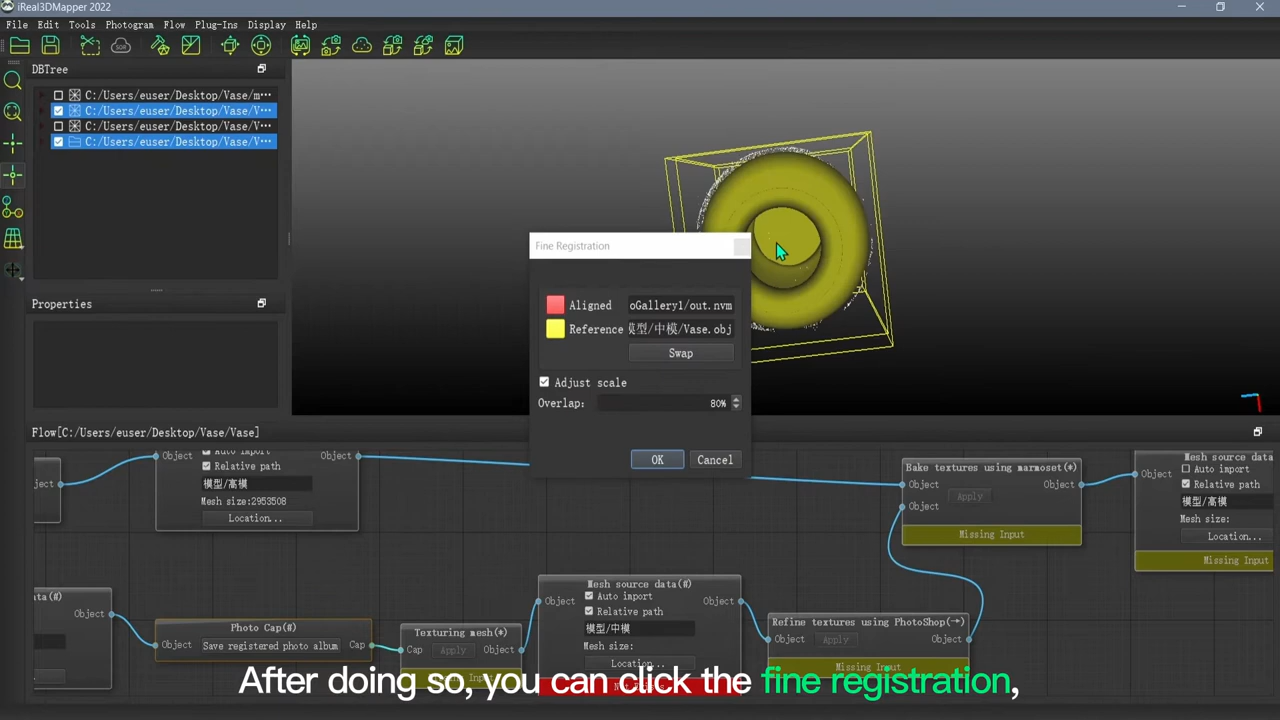 iReal3DMapper 2022
File Edit Tools Photogram Flow Plug-Ins Display Help
DBTree
C:/Users/euser/Desktop/Vase/m···
C:/Users/euser/Desktop/Vase/V···
C:/Users/euser/Desktop/Vase/V···
C:/Users/euser/Desktop/Vase/V···
Properties
Fine Registration
Aligned oGallery1/out.nvm
Reference 模型/中模/Vase.obj
Swap
Adjust scale
Overlap: 80%
OK Cancel
Flow[C:/Users/euser/Desktop/Vase/Vase]
ject
Object Auto import Object
Relative path
模型/高模
Mesh size:2953508
Location...
Bake textures using marmoset(*)
Object Apply Object
Object
Missing Input
Mesh source data
Object Auto import
Relative path
模型/高模
Mesh size:
Location...
Missing Input
ata(#)
Object
Photo Cap(#)
Object Save registered photo album Cap
Texturing mesh(*)
Cap Apply Object
Mesh source data(#)
Object Auto import Object
Relative path
模型/中模
Mesh size:
Location...
Refine textures using PhotoShop(→)
Object Apply Object
Missing Input
After doing so, you can click the fine registration,